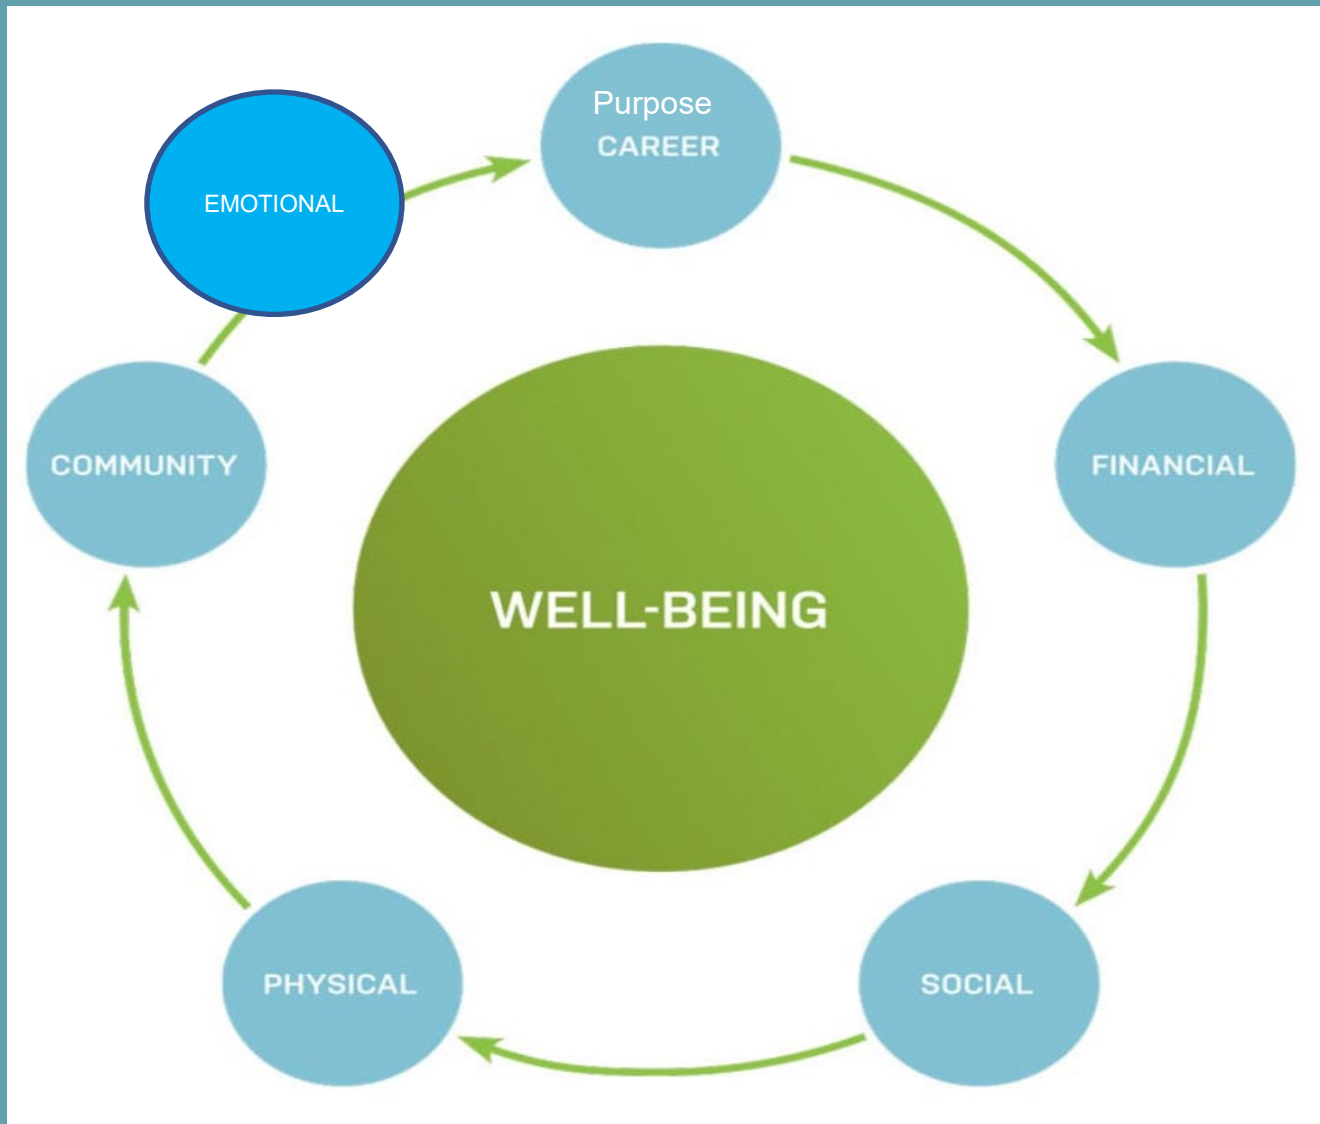 Purpose
CAREER
EMOTIONAL
COMMUNITY
FINANCIAL
WELL-BEING
PHYSICAL
SOCIAL